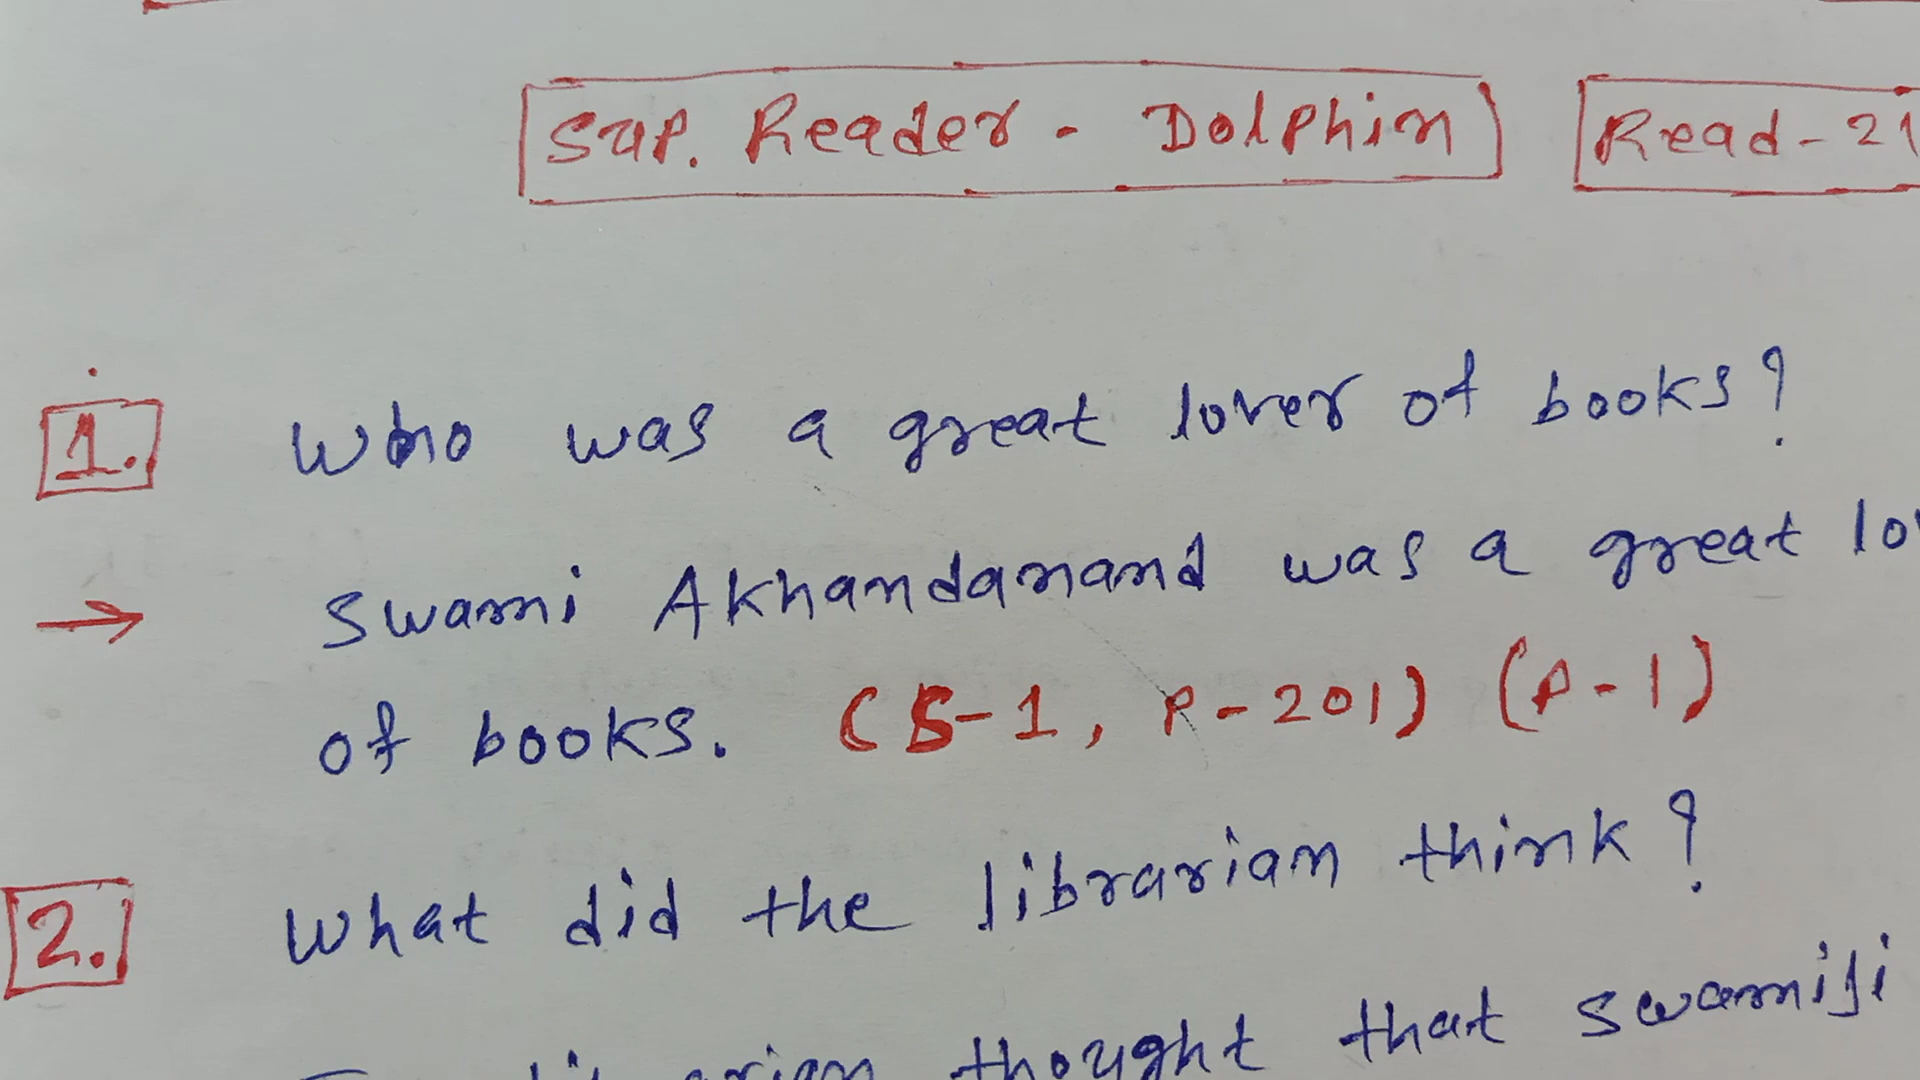 Sup. Reader - Dolphin Read-21
1. Who was a great lover of books?
→ Swami Akhandanand was a great
of books. (S-1, P-201) (P-1)
2. What did the librarian think?
thought that swamiji